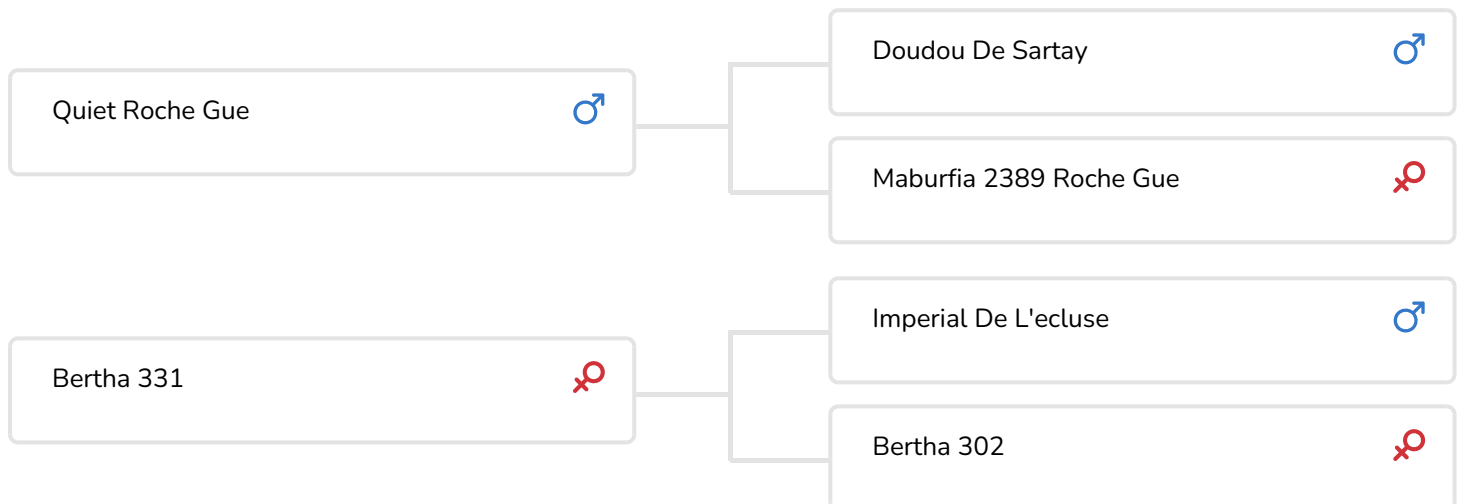 Doudou De Sartay
Quiet Roche Gue
Maburfia 2389 Roche Gue
Imperial De L'ecluse
Bertha 331
Bertha 302